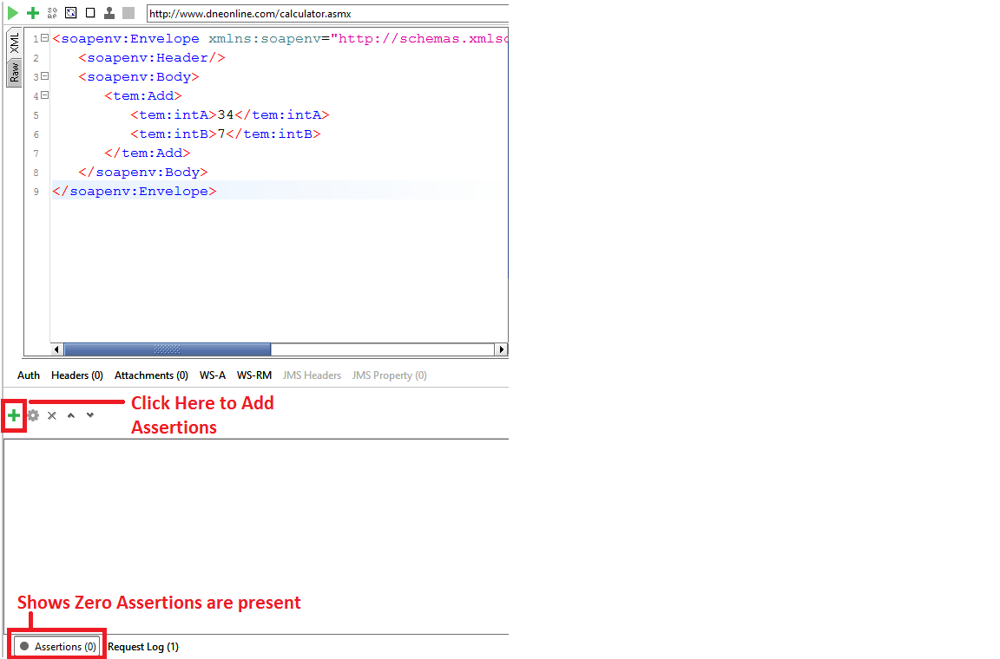 http://www.dneonline.com/calculator.asmx
XML
Raw
1 <soapenv:Envelope xmlns:soapenv="http://schemas.xmlsc
2 <soapenv:Header/>
3 <soapenv:Body>
4 <tem:Add>
5 <tem:intA>34</tem:intA>
6 <tem:intB>7</tem:intB>
7 </tem:Add>
8 </soapenv:Body>
9 </soapenv:Envelope>
Auth Headers (0) Attachments (0) WS-A WS-RM JMS Headers JMS Property (0)
Click Here to Add
Assertions
Shows Zero Assertions are present
Assertions (0) Request Log (1)